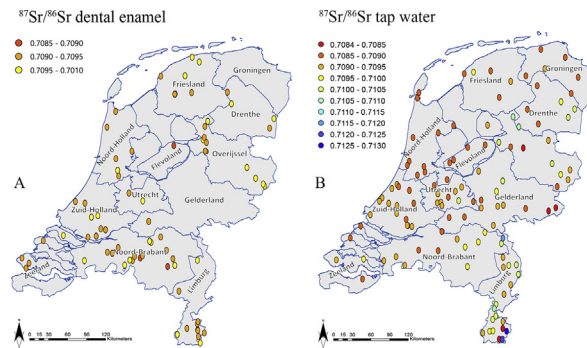 87Sr/86Sr dental enamel
0.7085 - 0.7090
0.7090 - 0.7095
0.7095 - 0.7010
Groningen
Friesland
Drenthe
Noord-Holland
Flevoland
Overijssel
A
Utrecht
Gelderland
Zuid-Holland
Noord-Brabant
Zeeland
Limburg
N
0 15 30 60 90 120
Kilometers
87Sr/86Sr tap water
0.7084 - 0.7085
0.7085 - 0.7090
0.7090 - 0.7095
0.7095 - 0.7100
0.7100 - 0.7105
0.7105 - 0.7110
0.7110 - 0.7115
0.7115 - 0.7120
0.7120 - 0.7125
0.7125 - 0.7130
Groningen
Friesland
Drenthe
Noord-Holland
Flevoland
B
Utrecht
Gelderland
Zuid-Holland
Noord-Brabant
Zeeland
Limburg
0 15 30 60 90 120
Kilometers